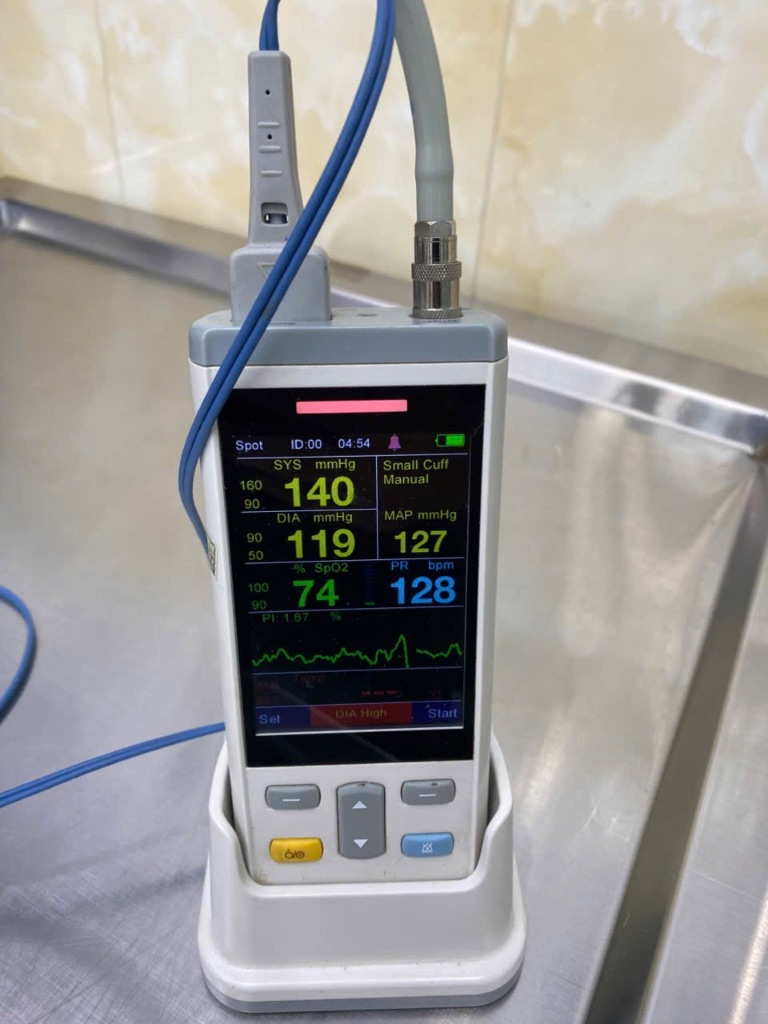 Spot ID:00 04:54
SYS mmHg
160
90
140
Small Cuff
Manual
DIA mmHg
90
50
119
MAP mmHg
127
% SpO2
100
90
74
PR bpm
128
PI: 1.67 %
Temp
---
Set DIA High Start